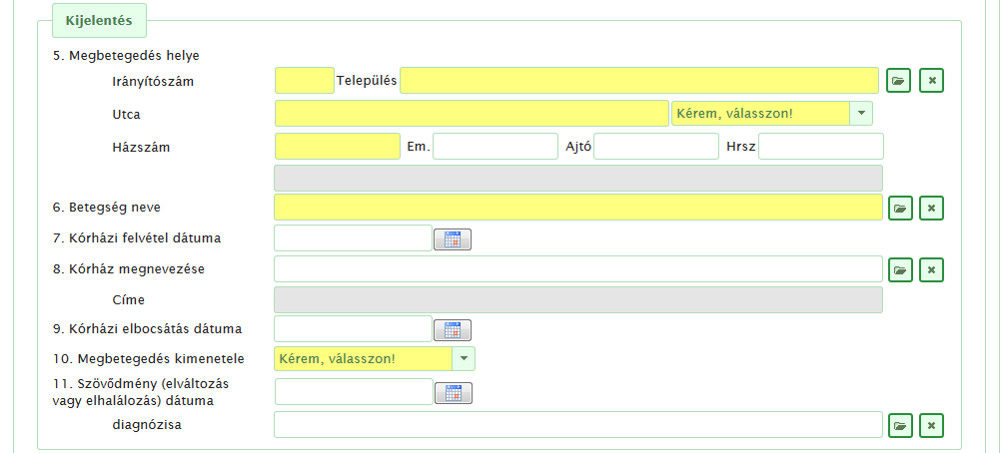 Kijelentés
5. Megbetegedés helye
Irányítószám Település
Utca Kérem, válasszon!
Házszám Em. Ajtó Hrsz
6. Betegség neve
7. Kórházi felvétel dátuma
8. Kórház megnevezése
Címe
9. Kórházi elbocsátás dátuma
10. Megbetegedés kimenetele Kérem, válasszon!
11. Szövődmény (elváltozás
vagy elhalálozás) dátuma
diagnózisa